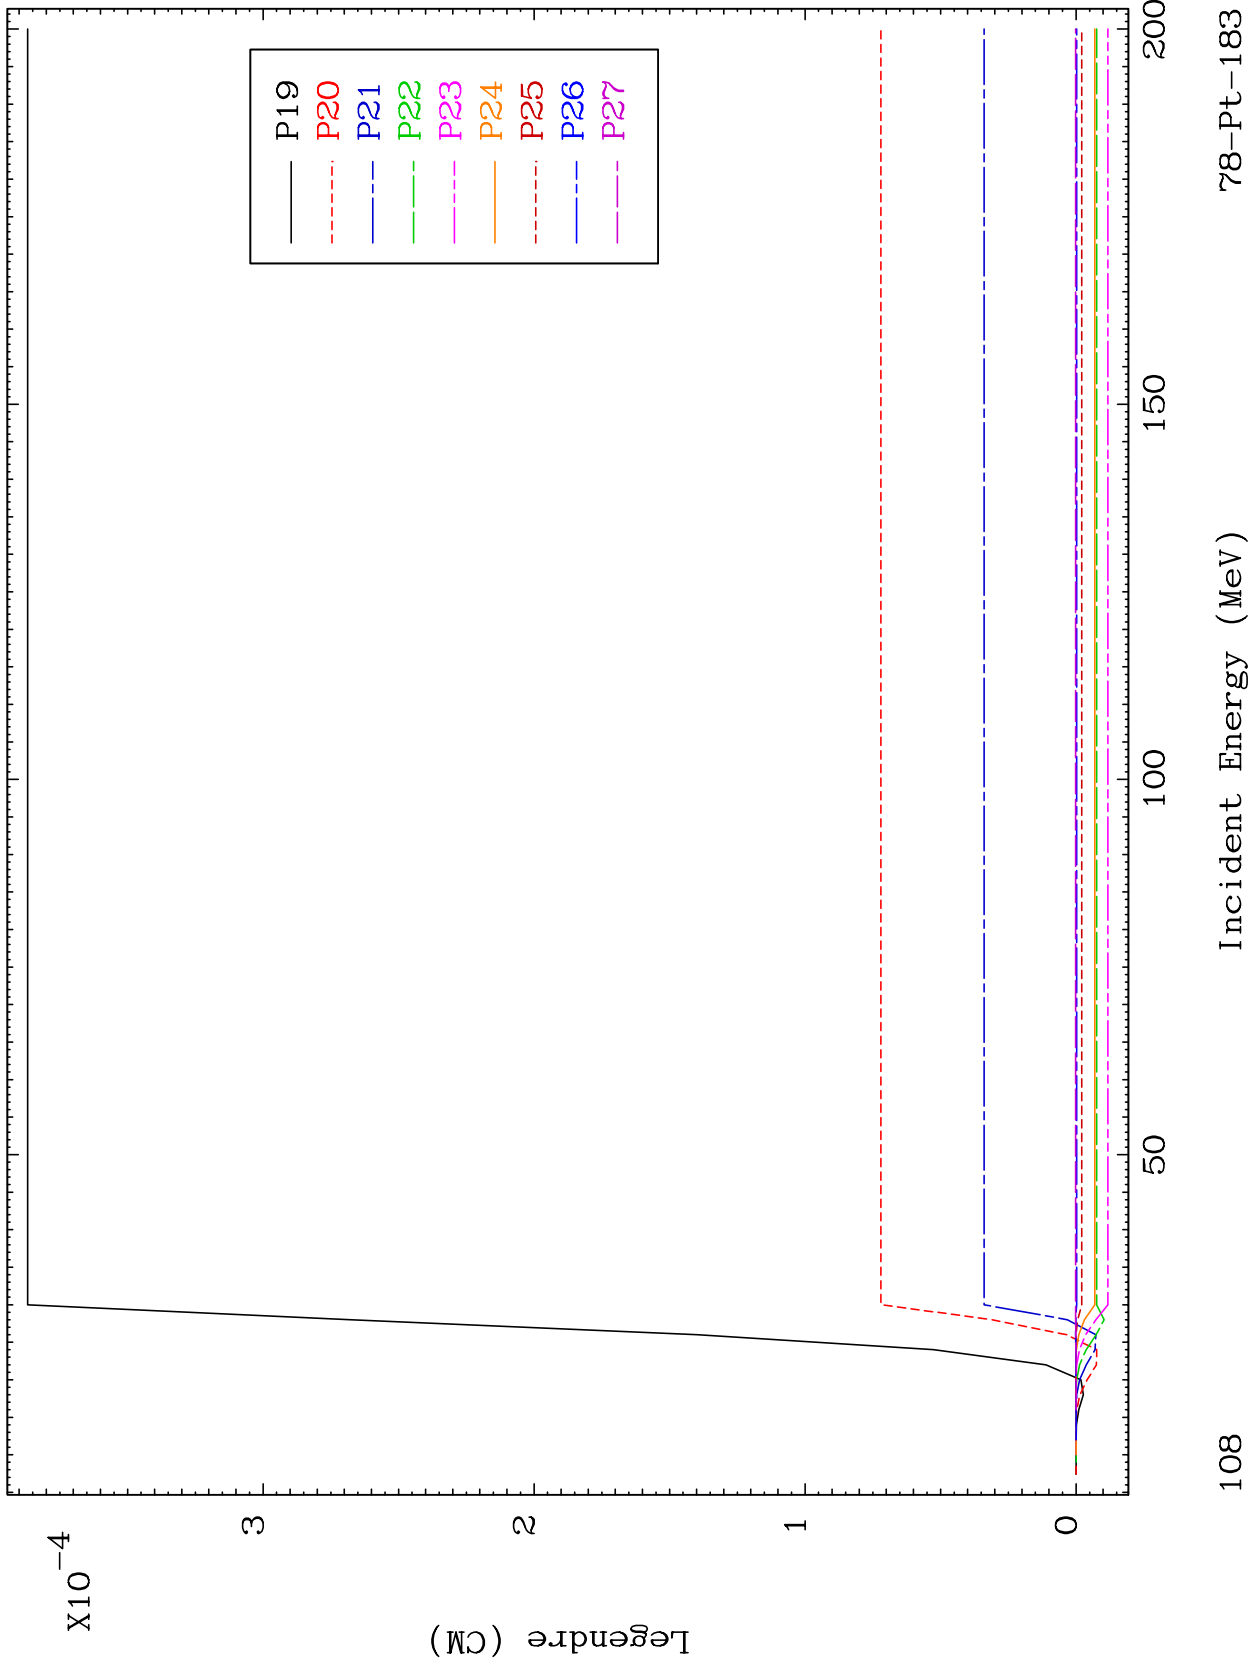 X10-4
Legendre (CM)
3
2
1
0
P19
P20
P21
P22
P23
P24
P25
P26
P27
50
100
150
200
108
Incident Energy (MeV)
78-Pt-183